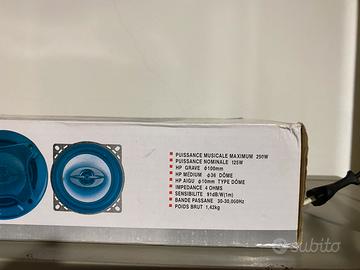 PUISSANCE MUSICALE MAXIMUM 250W
PUISSANCE NOMINALE 125W
HP GRAVE ϕ100mm
HP MÉDIUM ϕ36 DÔME
HP AIGU ϕ10mm TYPE DÔME
IMPEDANCE 4 OHMS
SENSIBILITE 91dB/W(1m)
BANDE PASSANE 30-30,000HZ
POIDS BRUT 1,42kg
subito